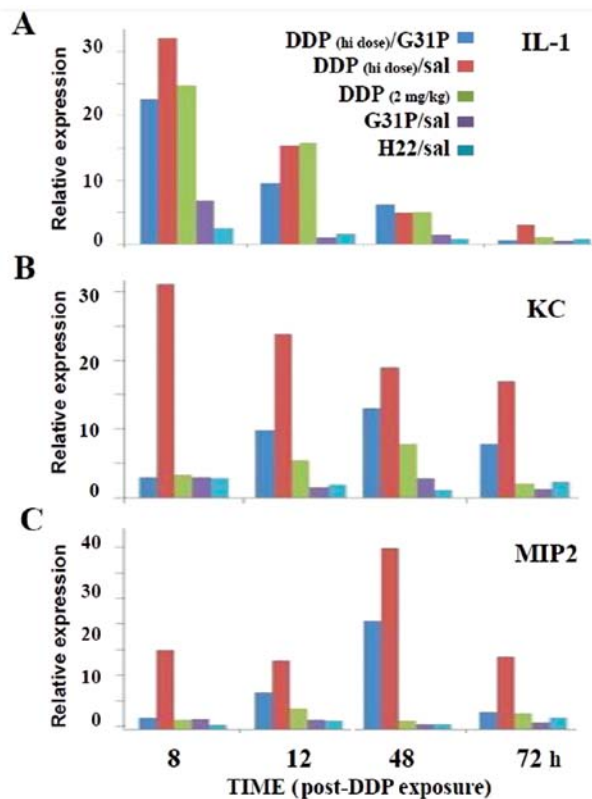 A
IL-1
DDP (hi dose)/G31P
DDP (hi dose)/sal
DDP (2 mg/kg)
G31P/sal
H22/sal
Relative expression
30
20
10
0
B
KC
Relative expression
30
20
10
0
C
MIP2
Relative expression
40
30
20
10
0
8 12 48 72 h
TIME (post-DDP exposure)